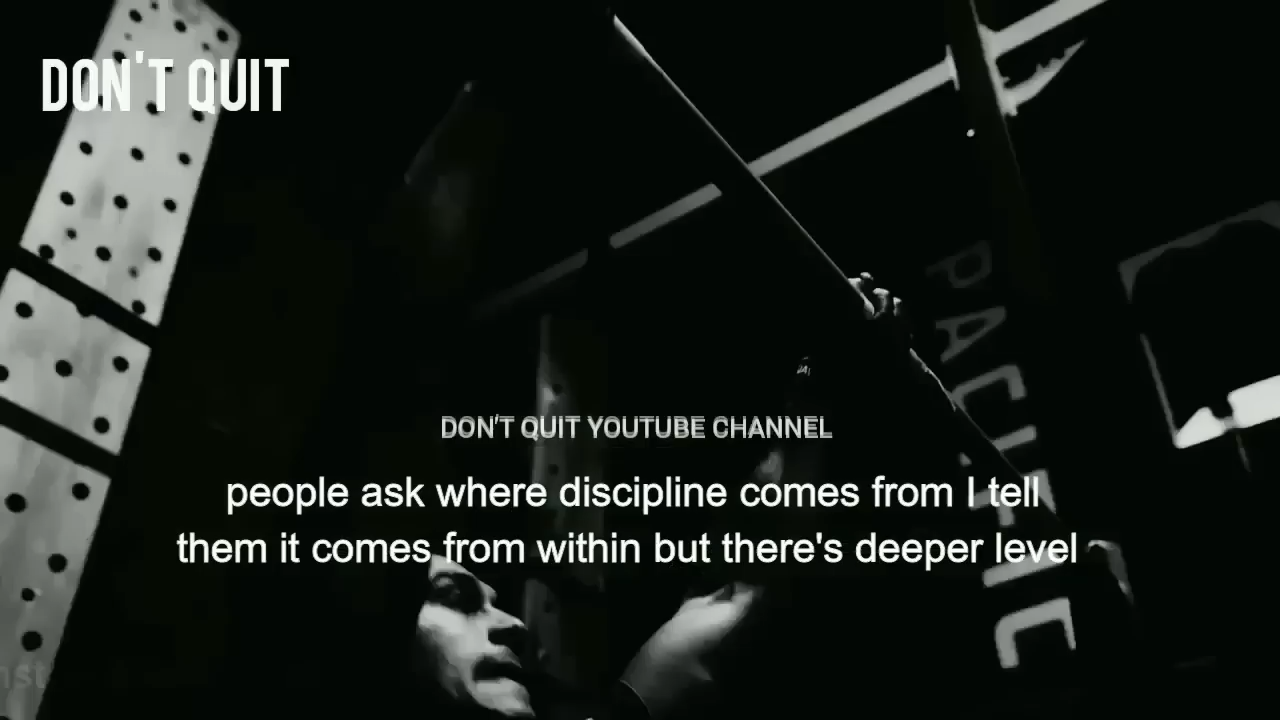 DON'T QUIT
PACIFIC
DON'T QUIT YOUTUBE CHANNEL
people ask where discipline comes from I tell
them it comes from within but there's deeper level